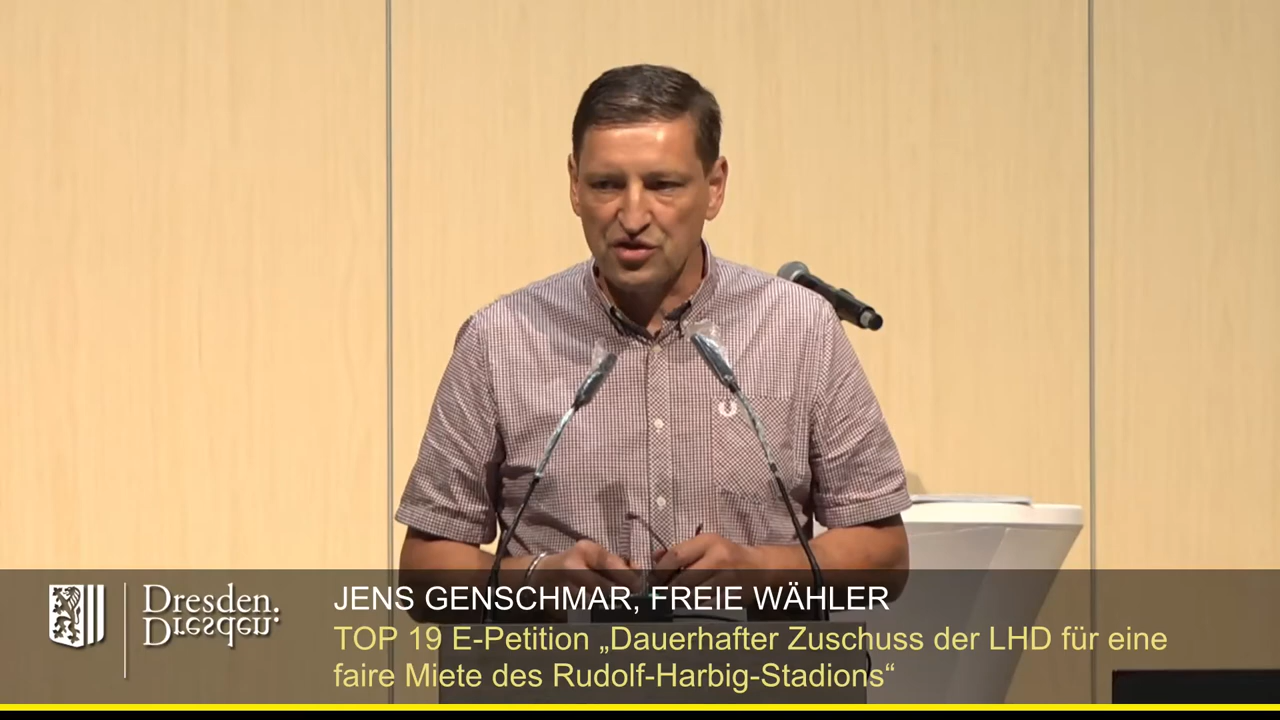 Dresden.
Dresden.
JENS GENSCHMAR, FREIE WÄHLER
TOP 19 E-Petition „Dauerhafter Zuschuss der LHD für eine
faire Miete des Rudolf-Harbig-Stadions“